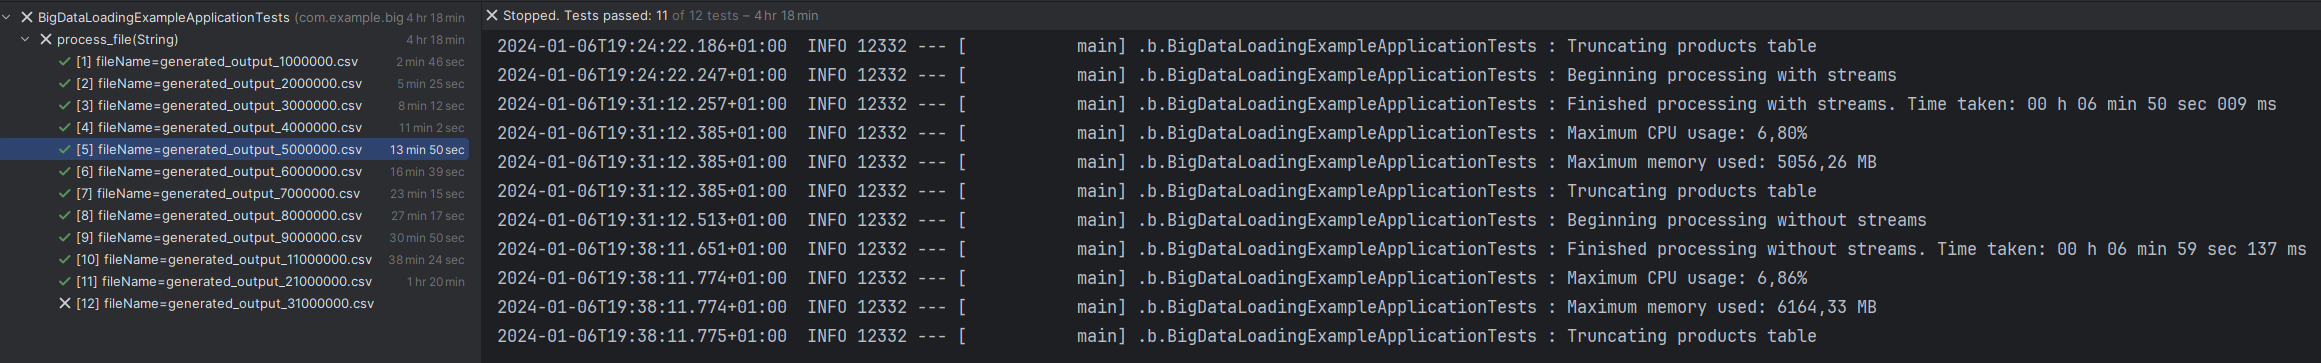 BigDataLoadingExampleApplicationTests (com.example.big 4 hr 18 min
process_file(String) 4 hr 18 min
[1] fileName=generated_output_1000000.csv 2 min 46 sec
[2] fileName=generated_output_2000000.csv 5 min 25 sec
[3] fileName=generated_output_3000000.csv 8 min 12 sec
[4] fileName=generated_output_4000000.csv 11 min 2 sec
[5] fileName=generated_output_5000000.csv 13 min 50 sec
[6] fileName=generated_output_6000000.csv 16 min 39 sec
[7] fileName=generated_output_7000000.csv 23 min 15 sec
[8] fileName=generated_output_8000000.csv 27 min 17 sec
[9] fileName=generated_output_9000000.csv 30 min 50 sec
[10] fileName=generated_output_11000000.csv 38 min 24 sec
[11] fileName=generated_output_21000000.csv 1 hr 20 min
[12] fileName=generated_output_31000000.csv
Stopped. Tests passed: 11 of 12 tests – 4 hr 18 min
2024-01-06T19:24:22.186+01:00  INFO 12332 --- [           main] .b.BigDataLoadingExampleApplicationTests : Truncating products table
2024-01-06T19:24:22.247+01:00  INFO 12332 --- [           main] .b.BigDataLoadingExampleApplicationTests : Beginning processing with streams
2024-01-06T19:31:12.257+01:00  INFO 12332 --- [           main] .b.BigDataLoadingExampleApplicationTests : Finished processing with streams. Time taken: 00 h 06 min 50 sec 009 ms
2024-01-06T19:31:12.385+01:00  INFO 12332 --- [           main] .b.BigDataLoadingExampleApplicationTests : Maximum CPU usage: 6,80%
2024-01-06T19:31:12.385+01:00  INFO 12332 --- [           main] .b.BigDataLoadingExampleApplicationTests : Maximum memory used: 5056,26 MB
2024-01-06T19:31:12.385+01:00  INFO 12332 --- [           main] .b.BigDataLoadingExampleApplicationTests : Truncating products table
2024-01-06T19:31:12.513+01:00  INFO 12332 --- [           main] .b.BigDataLoadingExampleApplicationTests : Beginning processing without streams
2024-01-06T19:38:11.651+01:00  INFO 12332 --- [           main] .b.BigDataLoadingExampleApplicationTests : Finished processing without streams. Time taken: 00 h 06 min 59 sec 137 ms
2024-01-06T19:38:11.774+01:00  INFO 12332 --- [           main] .b.BigDataLoadingExampleApplicationTests : Maximum CPU usage: 6,86%
2024-01-06T19:38:11.774+01:00  INFO 12332 --- [           main] .b.BigDataLoadingExampleApplicationTests : Maximum memory used: 6164,33 MB
2024-01-06T19:38:11.775+01:00  INFO 12332 --- [           main] .b.BigDataLoadingExampleApplicationTests : Truncating products table